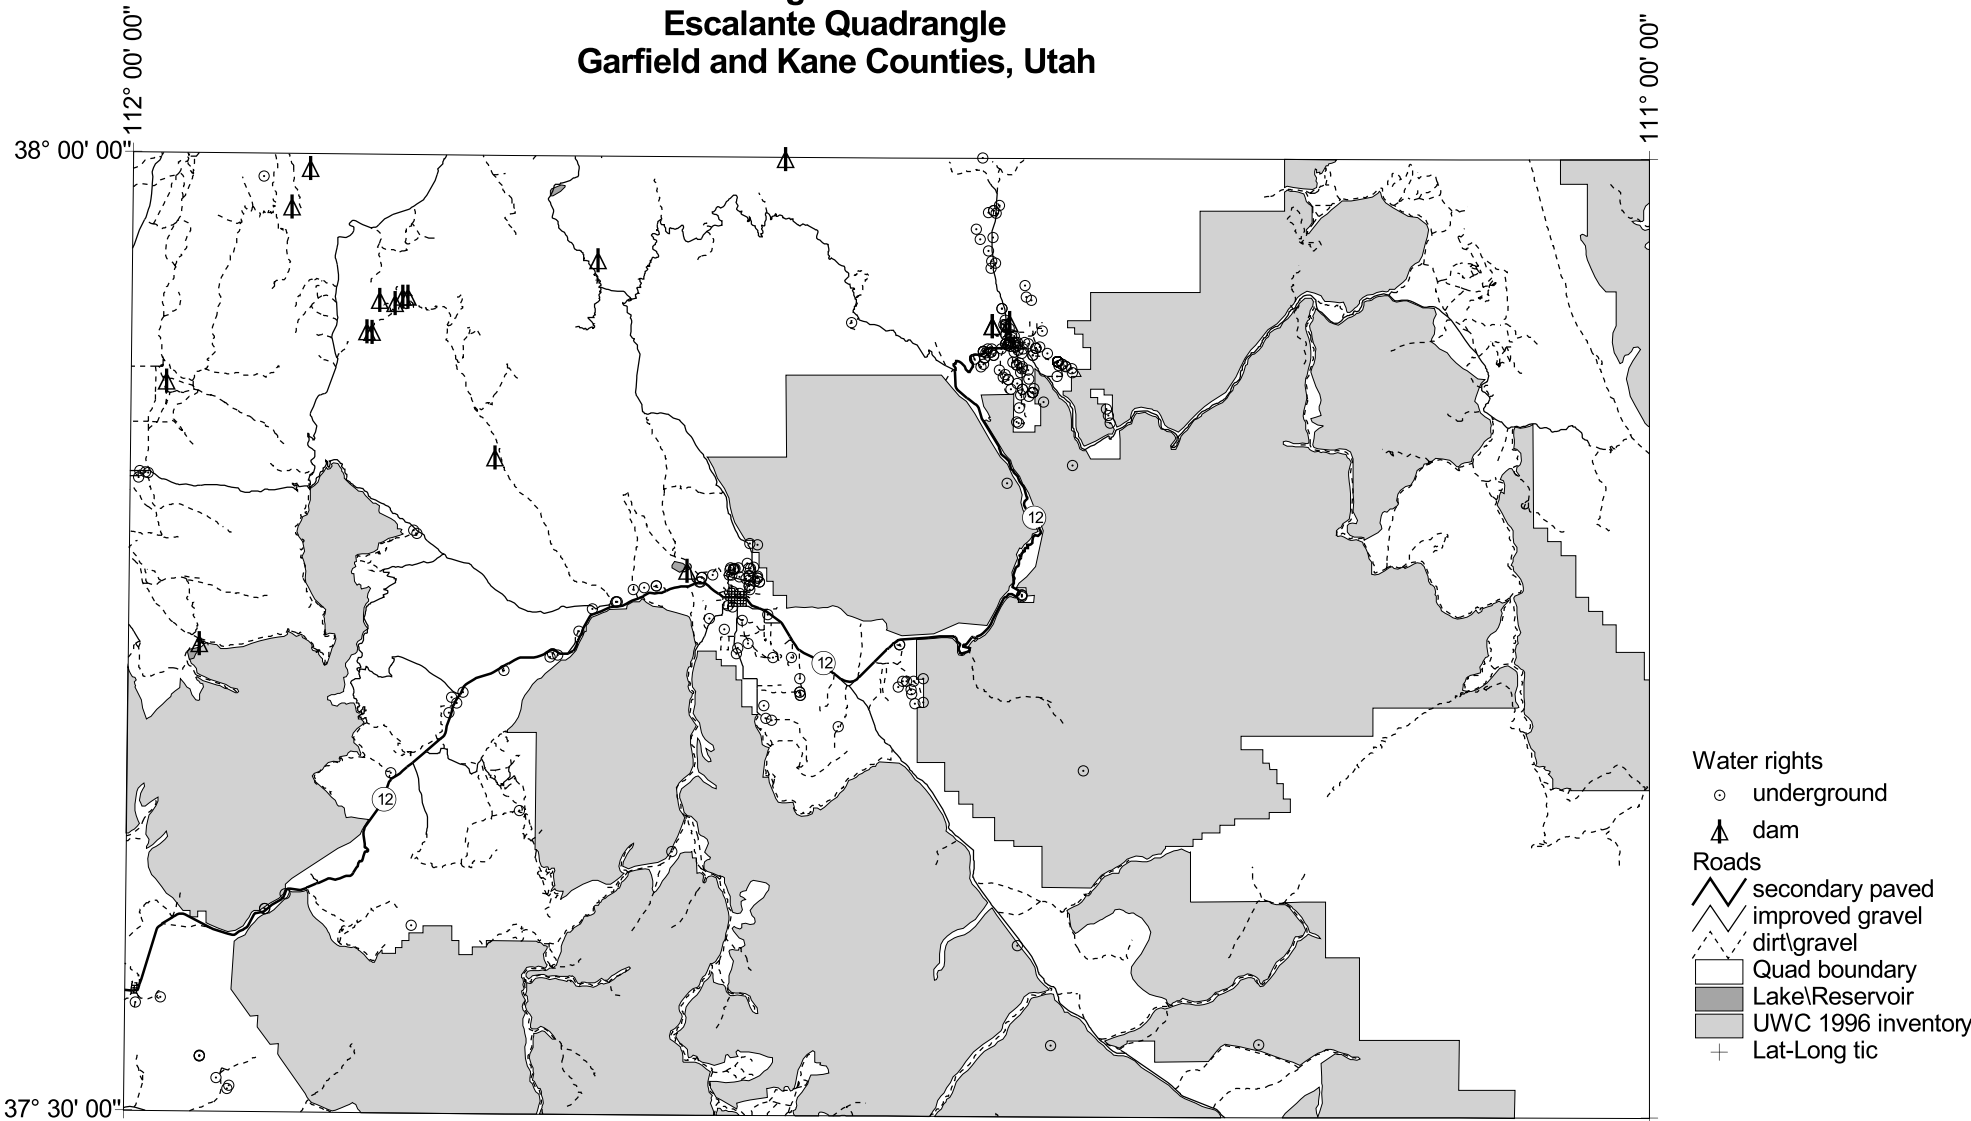 Escalante Quadrangle
Garfield and Kane Counties, Utah
112° 00' 00"
111° 00' 00"
38° 00' 00"
12
12
12
Water rights
underground
dam
Roads
secondary paved
improved gravel
dirt\gravel
Quad boundary
Lake\Reservoir
UWC 1996 inventory
Lat-Long tic
37° 30' 00"